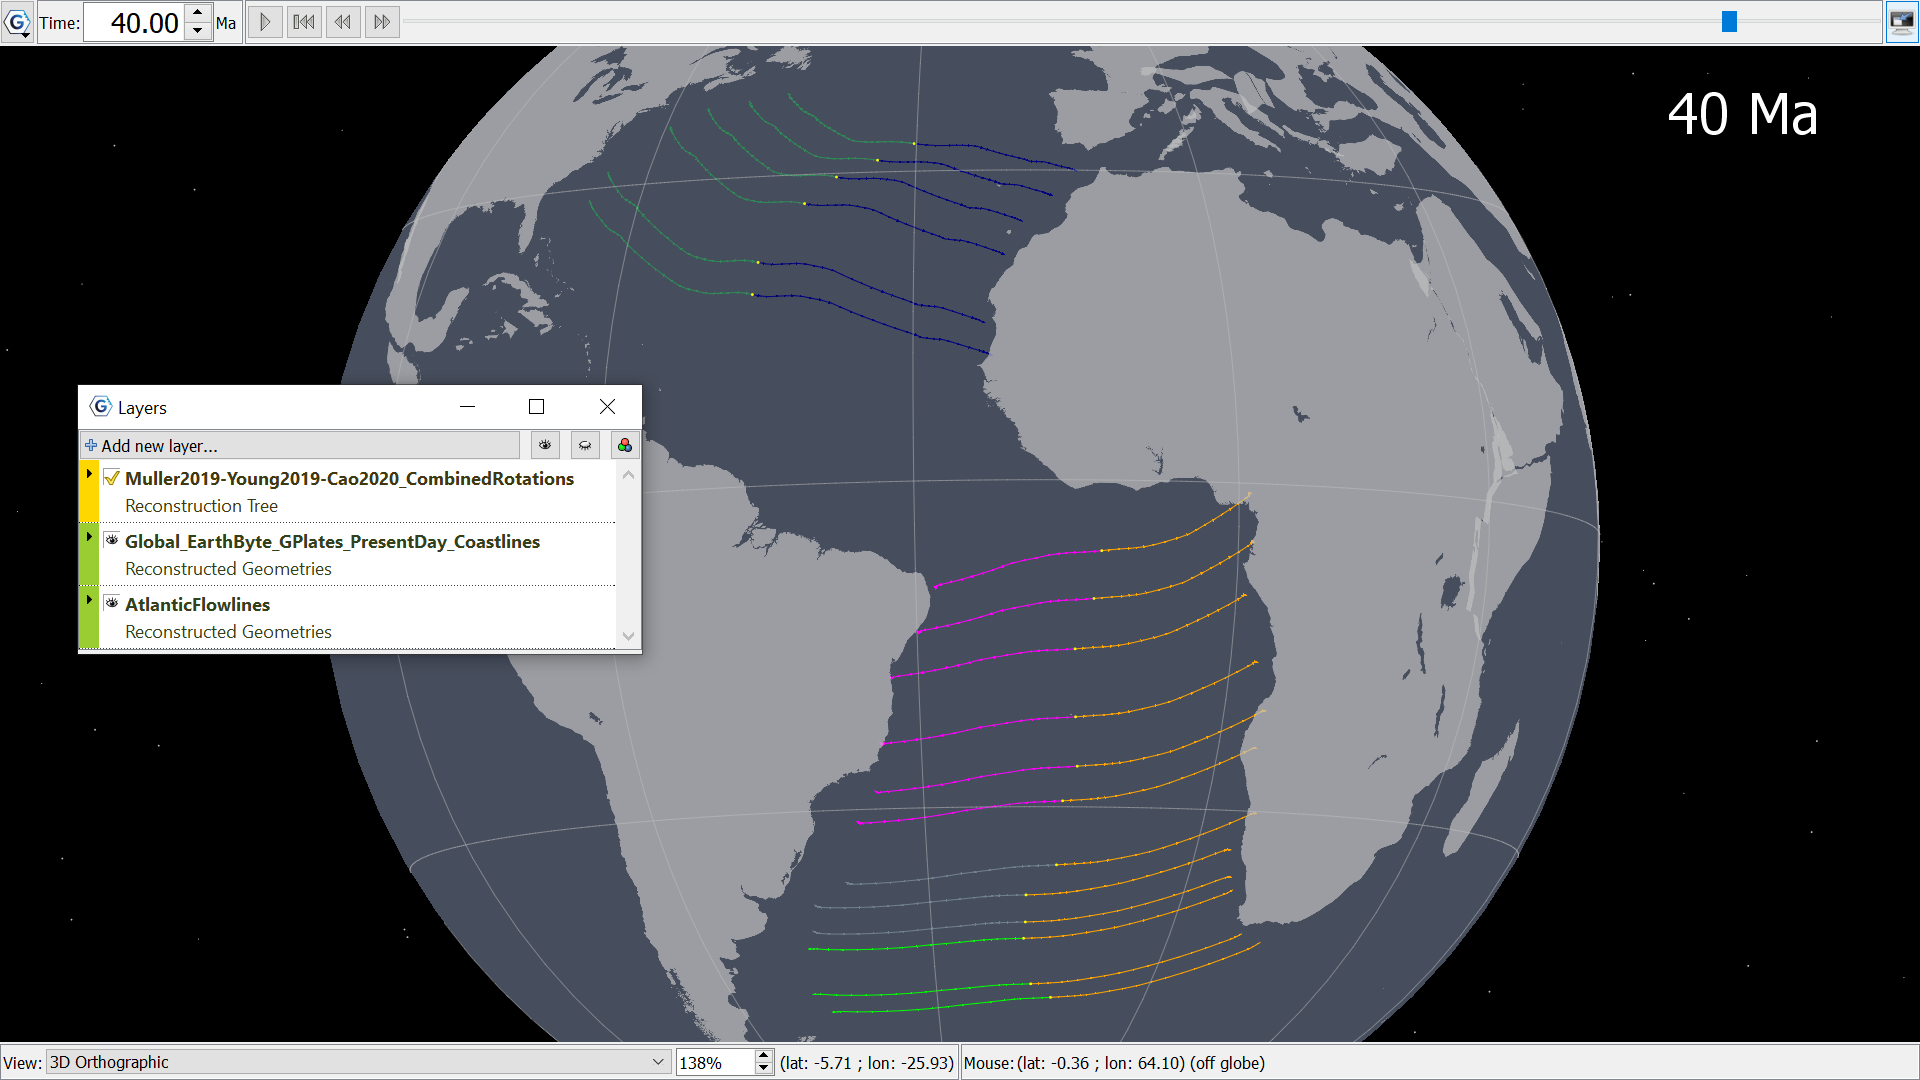 Time: 40.00 Ma
40 Ma
Layers
Add new layer...
Muller2019-Young2019-Cao2020_CombinedRotations
Reconstruction Tree
Global_EarthByte_GPlates_PresentDay_Coastlines
Reconstructed Geometries
AtlanticFlowlines
Reconstructed Geometries
View: 3D Orthographic 138% (lat: -5.71 ; lon: -25.93) Mouse: (lat: -0.36 ; lon: 64.10) (off globe)